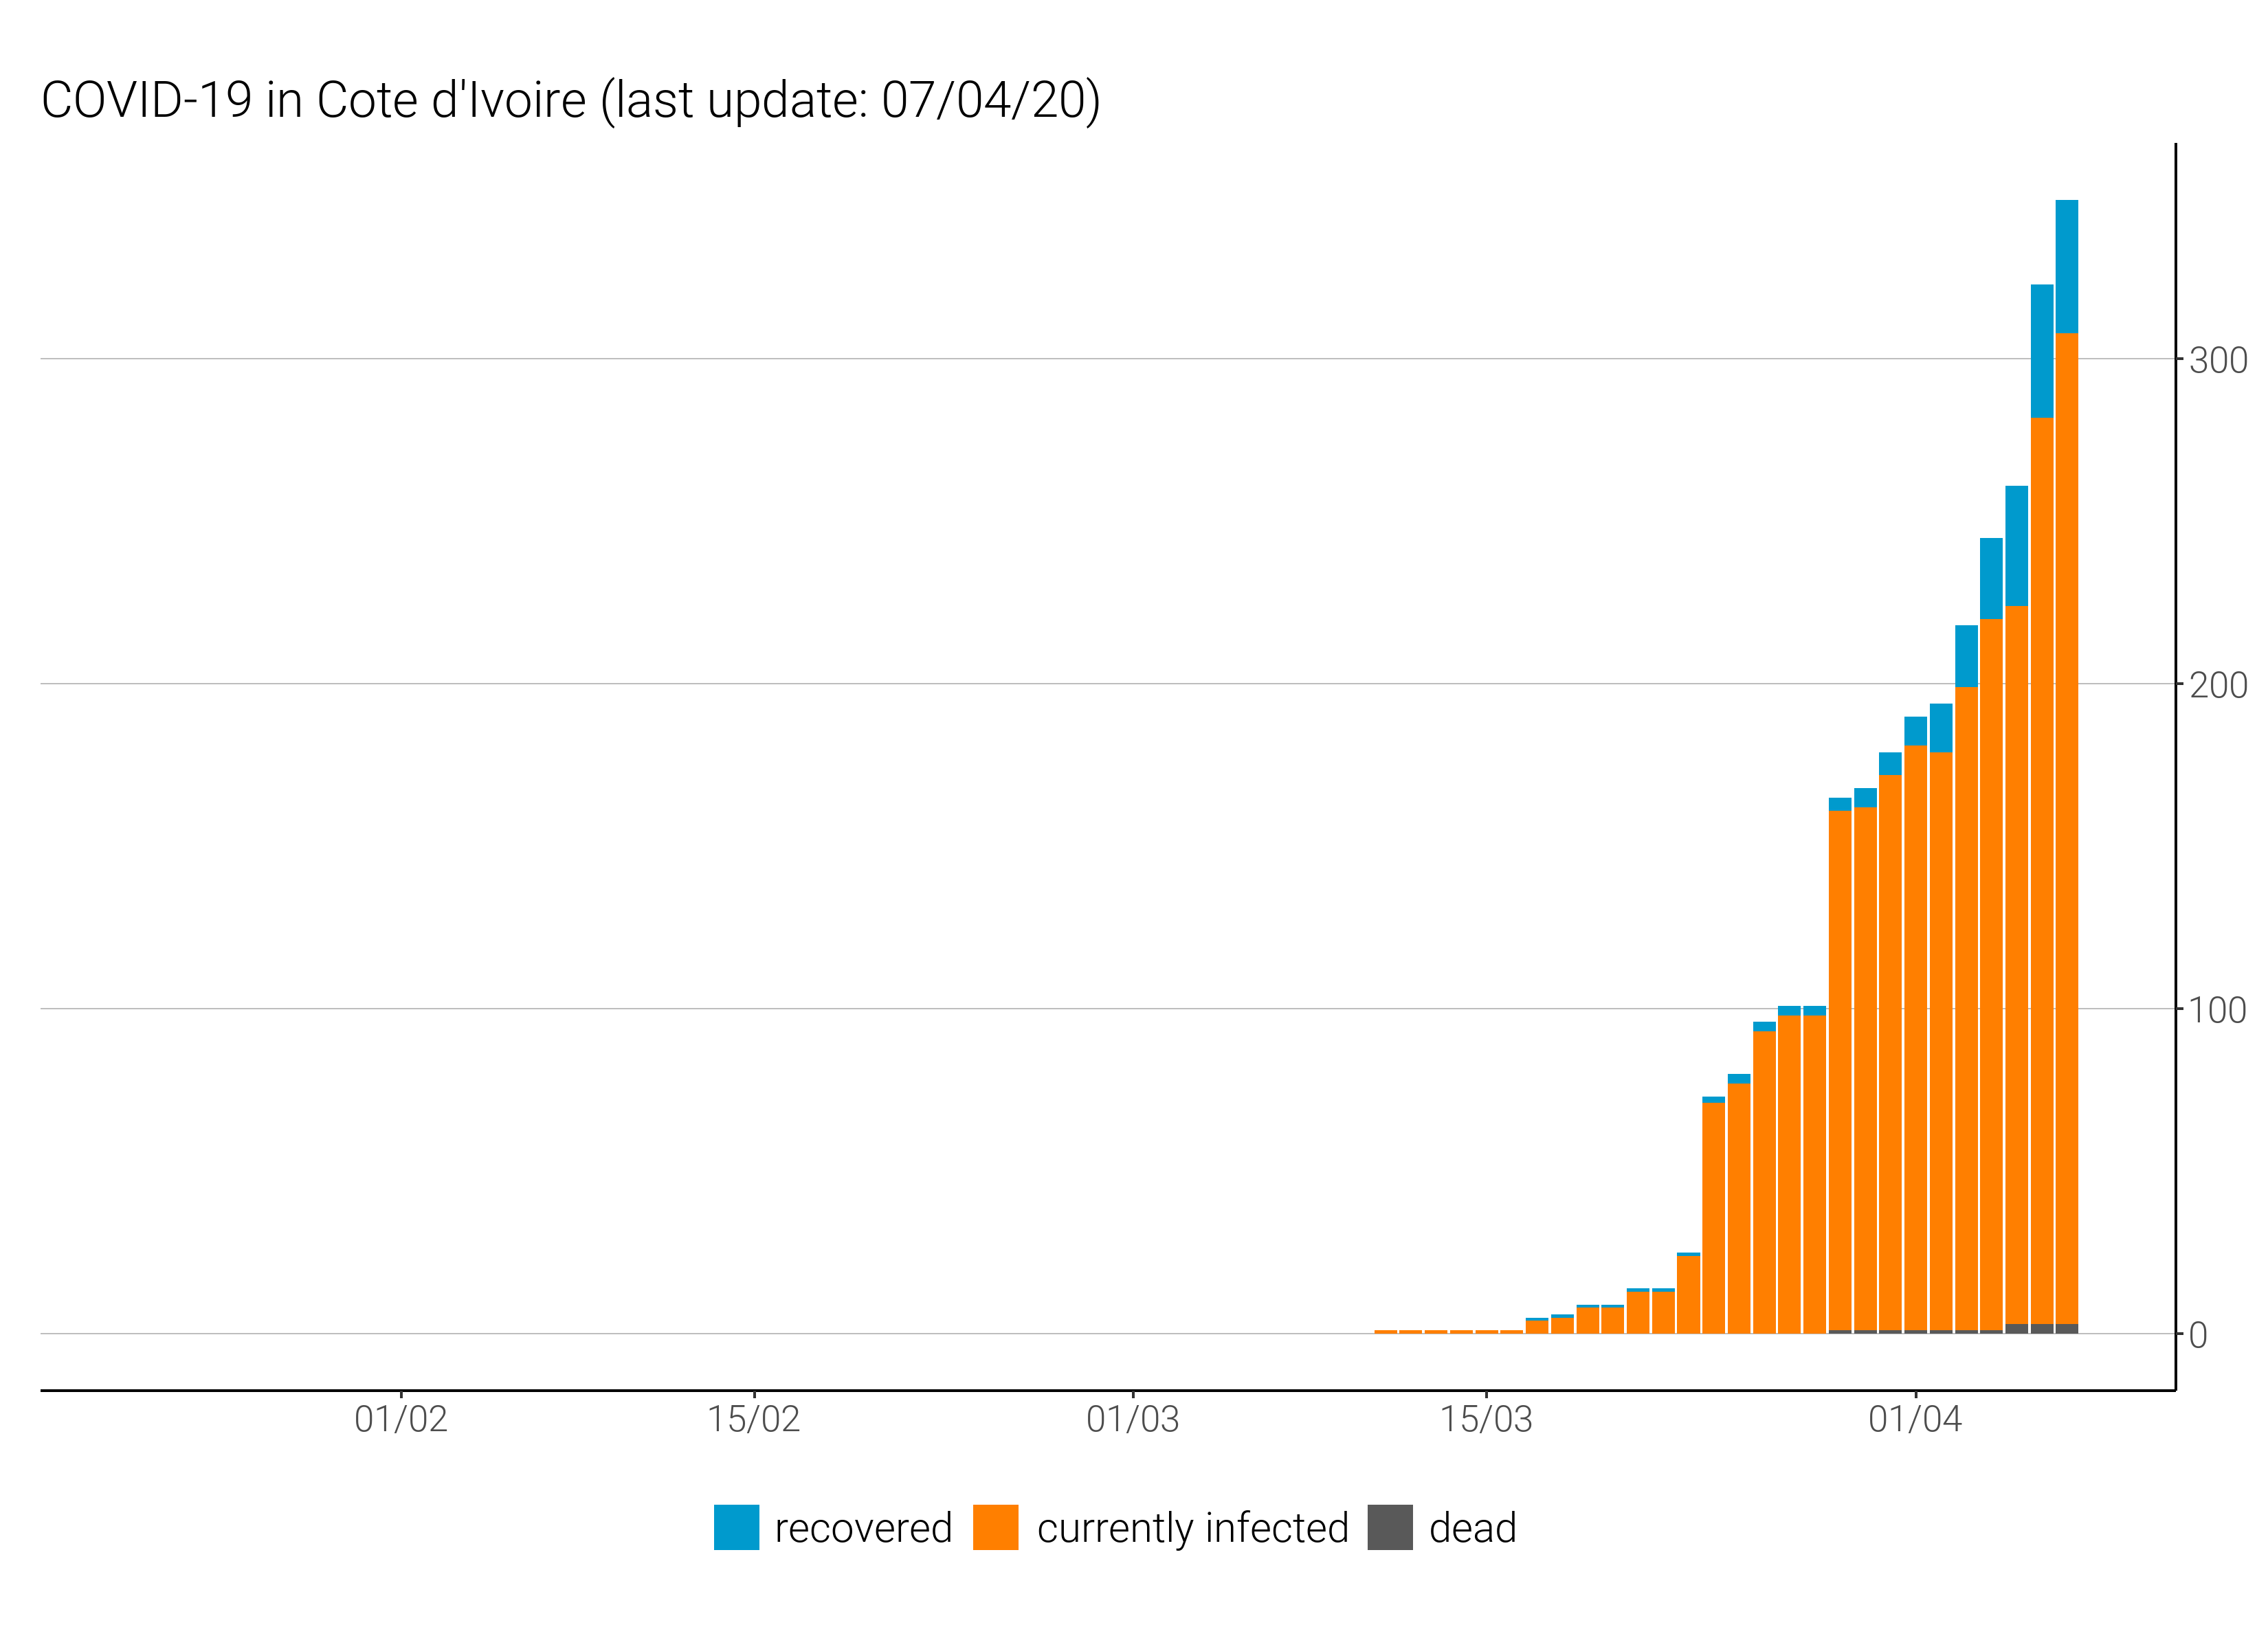 COVID-19 in Cote d'Ivoire (last update: 07/04/20)
300
200
100
0
01/02 15/02 01/03 15/03 01/04
recovered currently infected dead